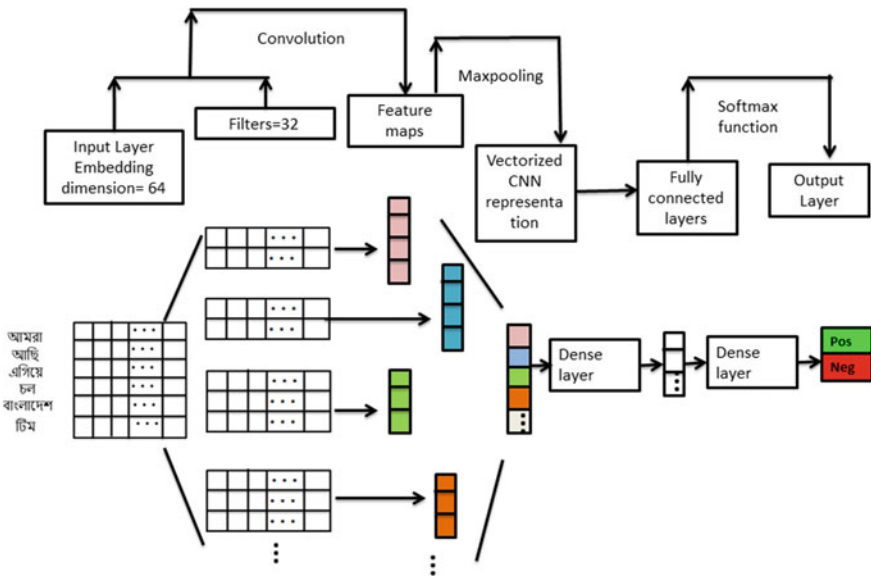 Convolution
Maxpooling
Softmax
function
Input Layer
Embedding
dimension= 64
Filters=32
Feature
maps
Vectorized
CNN
representa
tion
Fully
connected
layers
Output
Layer
আমরা
আছি
এগিয়ে
চল
বাংলাদেশ
টিম
Dense
layer
Dense
layer
Pos
Neg